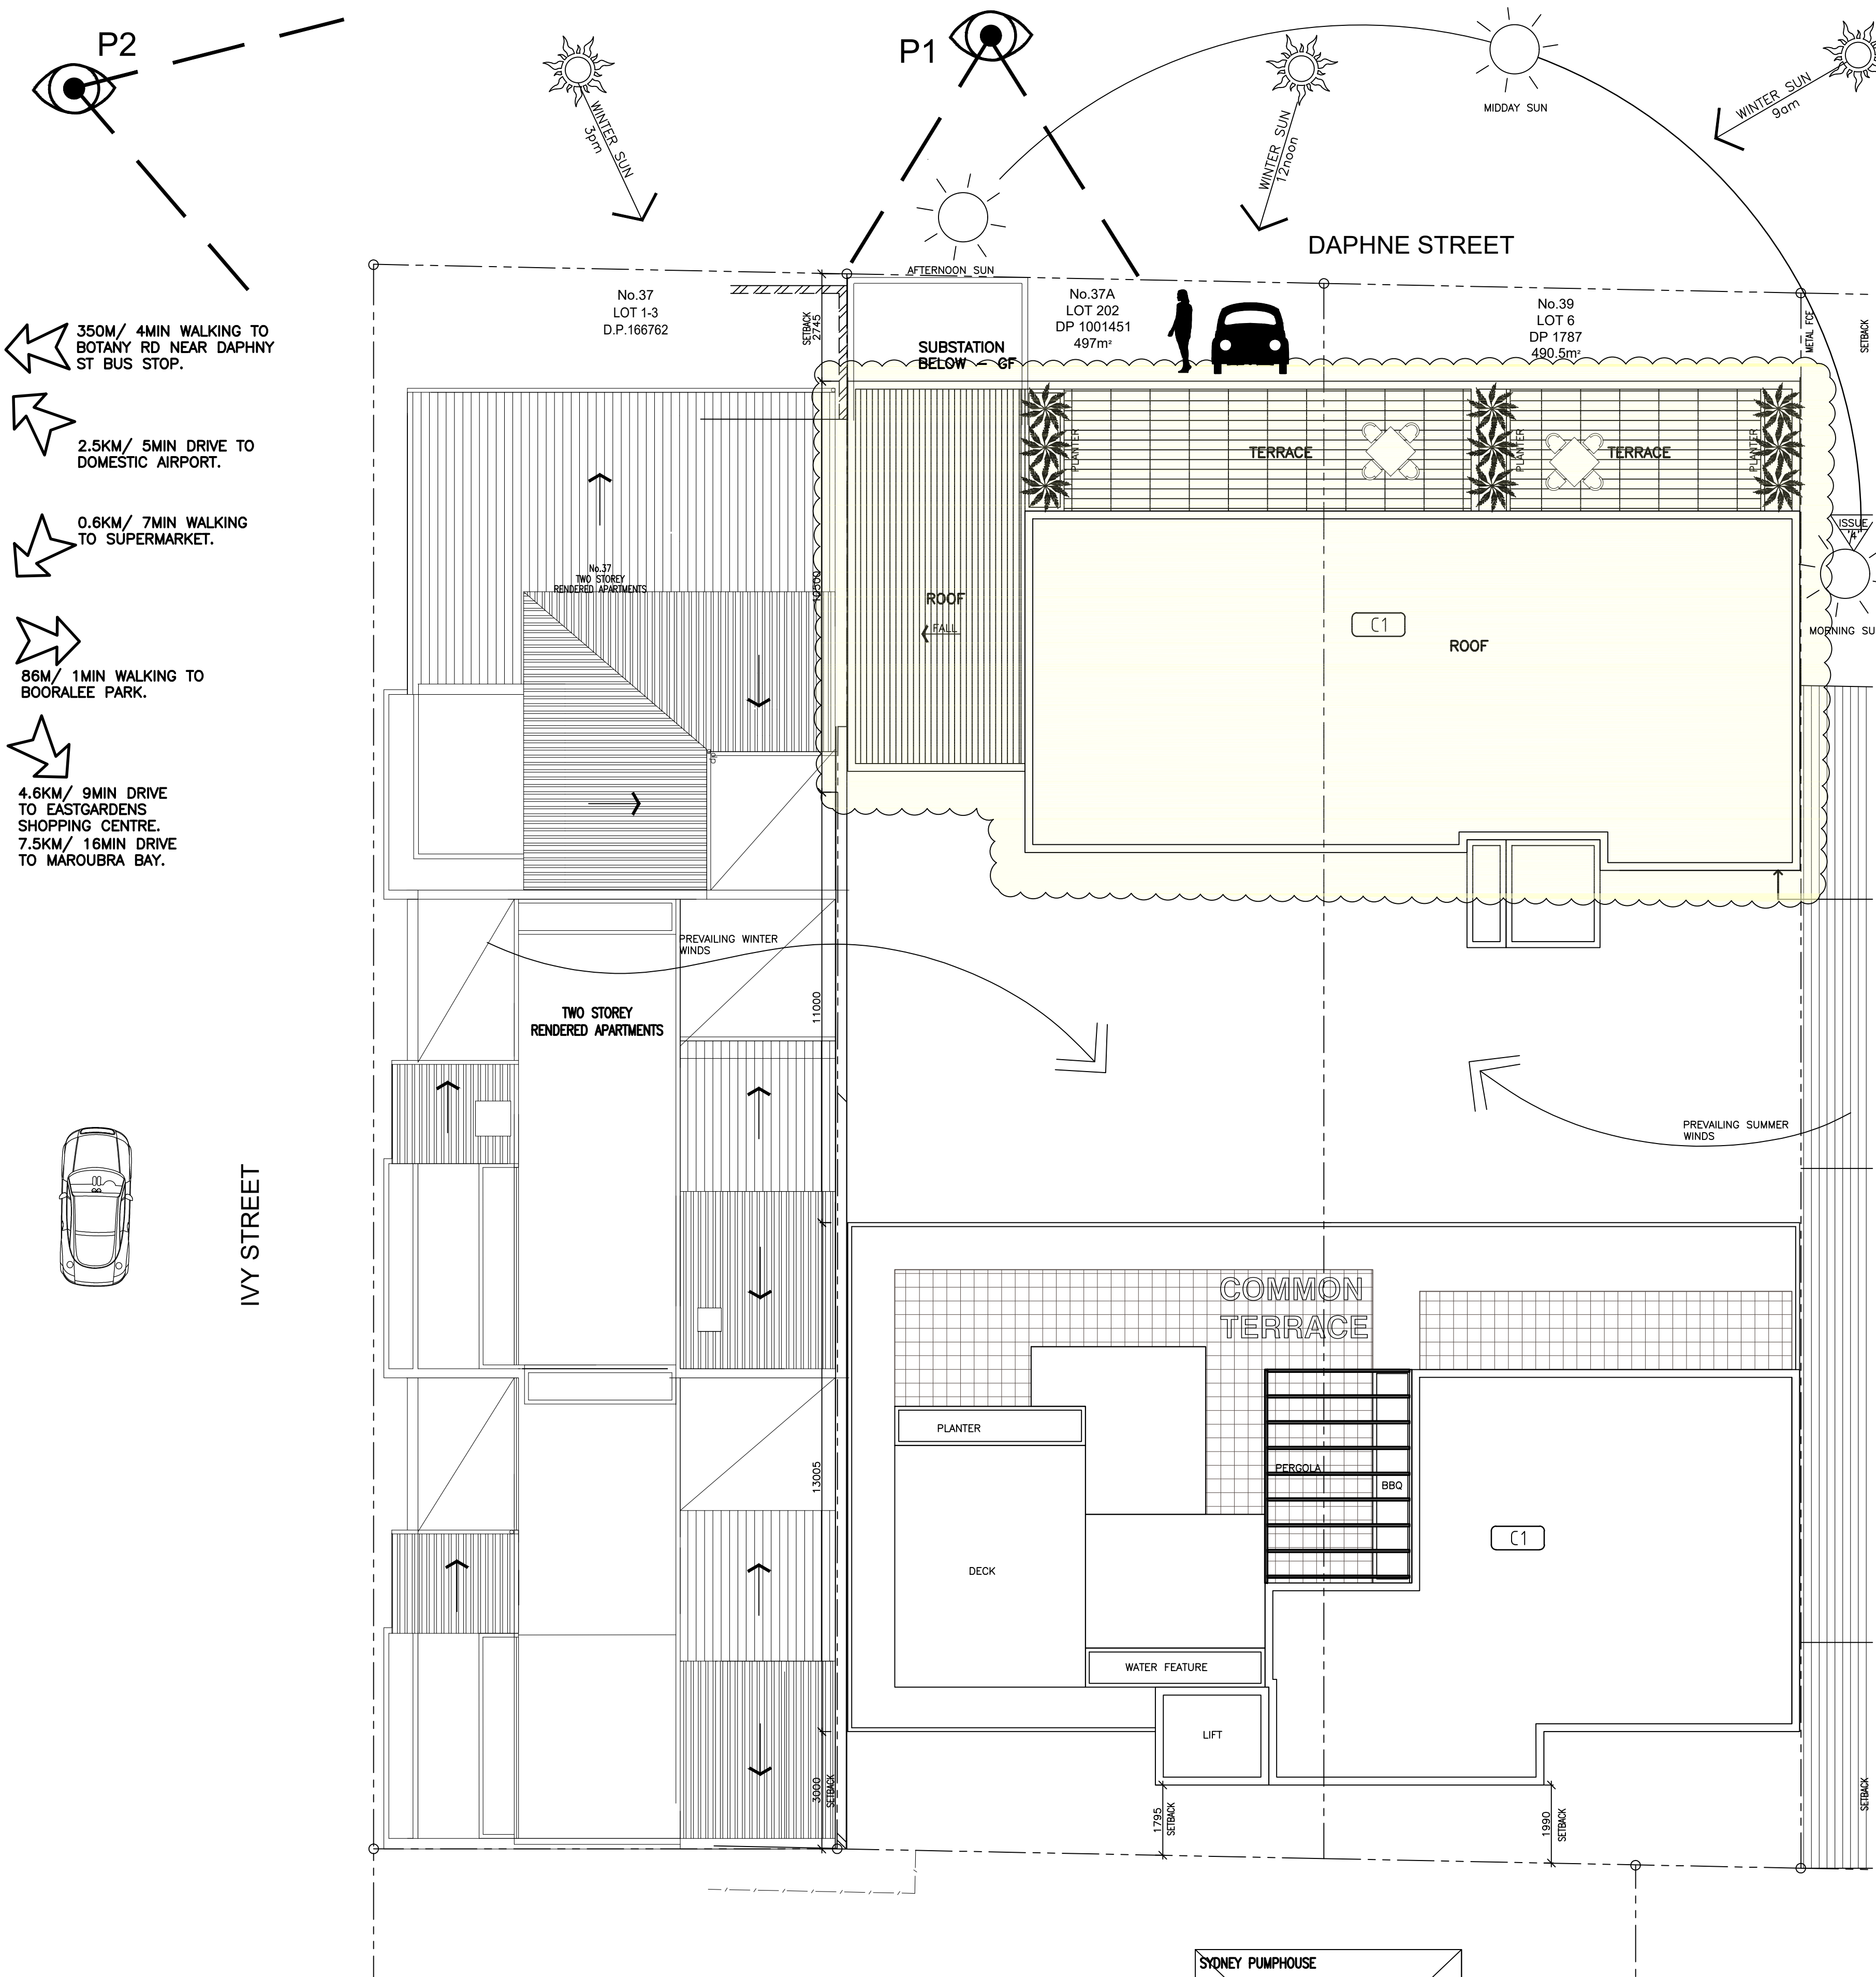 P2
P1
WINTER SUN
3pm
WINTER SUN
12noon
MIDDAY SUN
WINTER SUN
9am
AFTERNOON SUN
DAPHNE STREET
No.37
LOT 1-3
D.P.166762
SETBACK
2745
No.37A
LOT 202
DP 1001451
497m²
No.39
LOT 6
DP 1787
490.5m²
METAL FCE
SETBACK
SUBSTATION
BELOW - GF
350M/ 4MIN WALKING TO
BOTANY RD NEAR DAPHNY
ST BUS STOP.
2.5KM/ 5MIN DRIVE TO
DOMESTIC AIRPORT.
0.6KM/ 7MIN WALKING
TO SUPERMARKET.
86M/ 1MIN WALKING TO
BOORALEE PARK.
4.6KM/ 9MIN DRIVE
TO EASTGARDENS
SHOPPING CENTRE.
7.5KM/ 16MIN DRIVE
TO MAROUBRA BAY.
PLANTER
TERRACE
PLANTER
TERRACE
PLANTER
ISSUE
'4'
MORNING SU
No.37
TWO STOREY
RENDERED APARTMENTS
10500
ROOF
FALL
C1
ROOF
DP
PREVAILING WINTER
WINDS
TWO STOREY
RENDERED APARTMENTS
11000
PREVAILING SUMMER
WINDS
IVY STREET
COMMON
TERRACE
PLANTER
PERGOLA
BBQ
13005
DECK
C1
WATER FEATURE
LIFT
3000
SETBACK
1795
SETBACK
1990
SETBACK
SETBACK
SYDNEY PUMPHOUSE